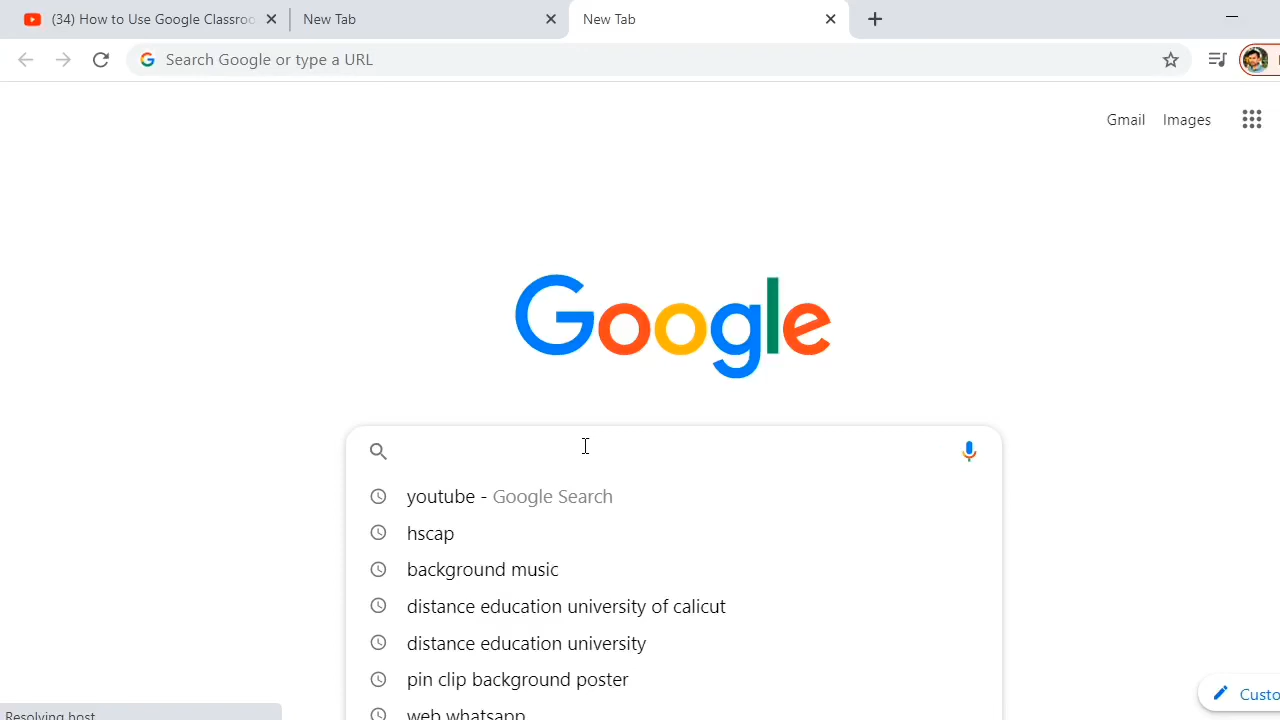 (34) How to Use Google Classroo
New Tab
New Tab
Search Google or type a URL
Gmail
Images
Google
youtube - Google Search
hscap
background music
distance education university of calicut
distance education university
pin clip background poster
web whatsapp
Custo
Resolving host